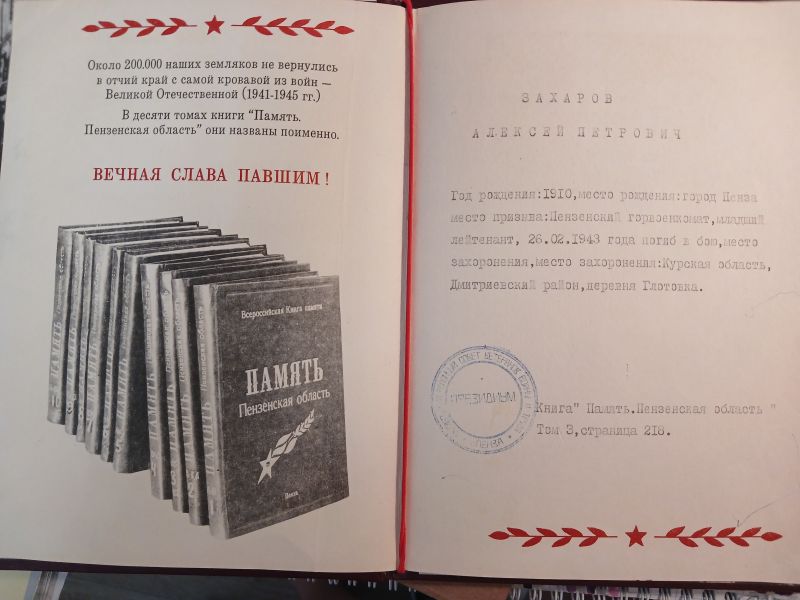 Около 200.000 наших земляков не вернулись
в отчий край с самой кровавой из войн –
Великой Отечественной (1941-1945 гг.)
В десяти томах книги "Память.
Пензенская область" они названы поименно.
ВЕЧНАЯ СЛАВА ПАВШИМ!
Всероссийская Книга памяти
ПАМЯТЬ
Пензенская область
Пенза
ЗАХАРОВ
АЛЕКСЕЙ ПЕТРОВИЧ
Год рождения:1910,место рождения:город Пенза
место призыва:Пензенский горвоенкомат,младший
лейтенант, 26.02.1943 года погиб в бою,место
захоронения,место захоронения:Курская область,
Дмитриевский район,деревня Глотовка.
СОВЕТ ВЕТЕРАНОВ ВОЙНЫ
ПРЕЗИДИУМ
Книга" Память.Пензенская область "
Том 3,страница 218.